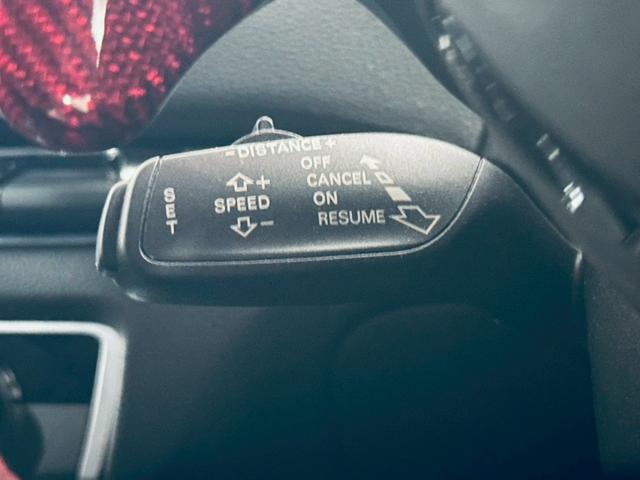 - DISTANCE +
OFF
CANCEL
ON
RESUME
SET
+
SPEED
-